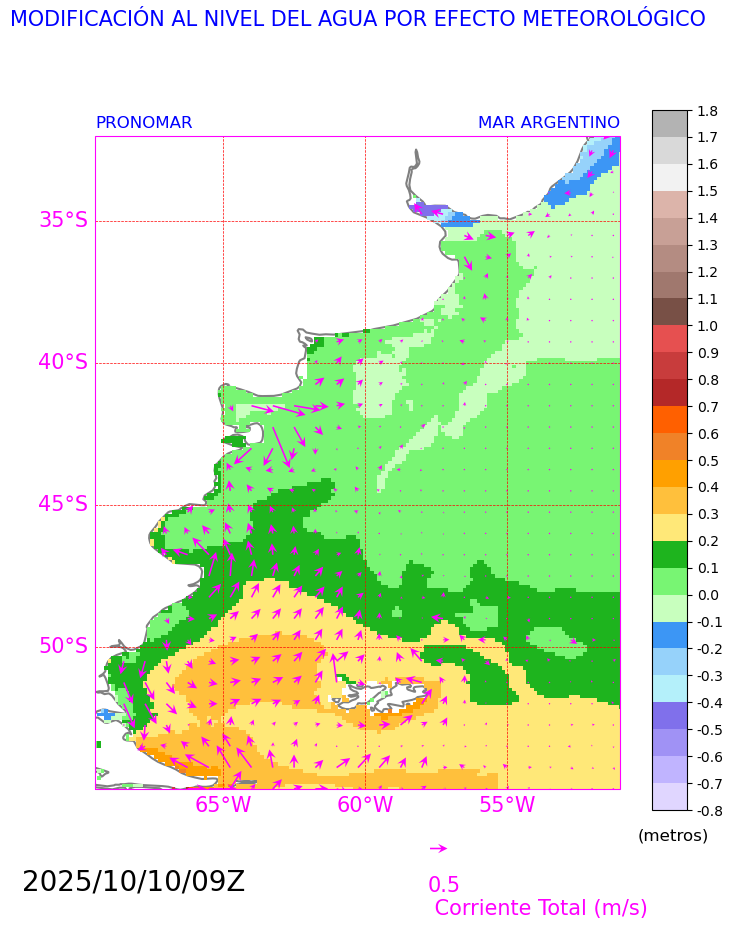 MODIFICACIÓN AL NIVEL DEL AGUA POR EFECTO METEOROLÓGICO
PRONOMAR
MAR ARGENTINO
35°S
40°S
45°S
50°S
65°W
60°W
55°W
1.8
1.7
1.6
1.5
1.4
1.3
1.2
1.1
1.0
0.9
0.8
0.7
0.6
0.5
0.4
0.3
0.2
0.1
0.0
-0.1
-0.2
-0.3
-0.4
-0.5
-0.6
-0.7
-0.8
(metros)
2025/10/10/09Z
0.5
Corriente Total (m/s)